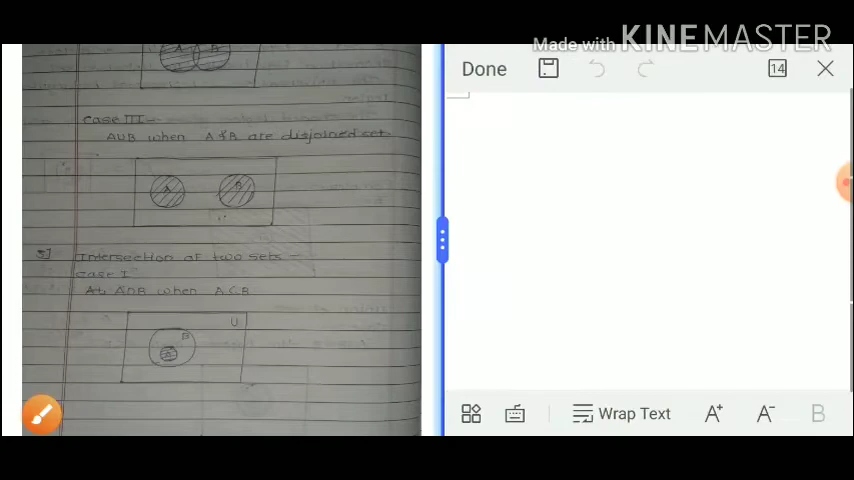 Made with KINEMASTER
A B
Case III -
AUB when A & B are disjoined set.
A B
U
5] Intersection of two sets -
Case I
A∩B when A⊂B
U
B
A
Done
14
Wrap Text A+ A- B